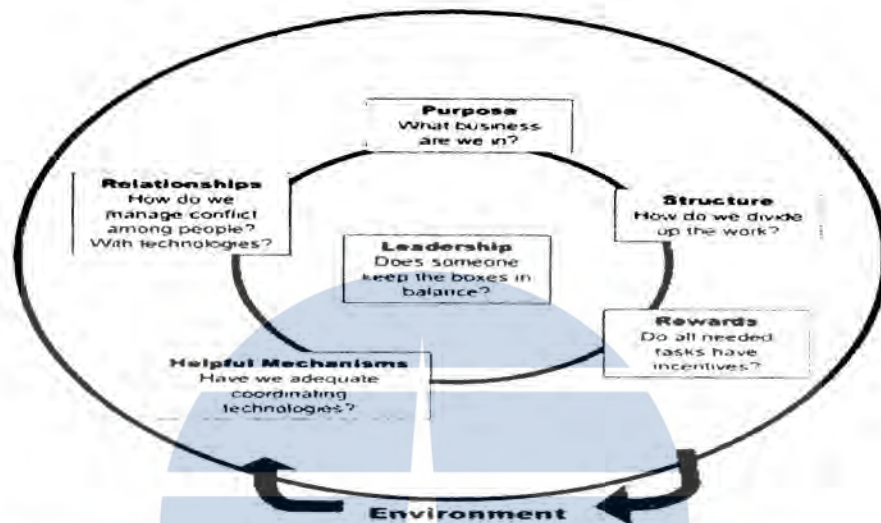 Purpose
What business
are we in?
Relationships
How do we
manage conflict
among people?
With technologies?
Structure
How do we divide
up the work?
Leadership
Does someone
keep the boxes in
balance?
Rewards
Do all needed
tasks have
incentives?
Helpful Mechanisms
Have we adequate
coordinating
technologies?
Environment